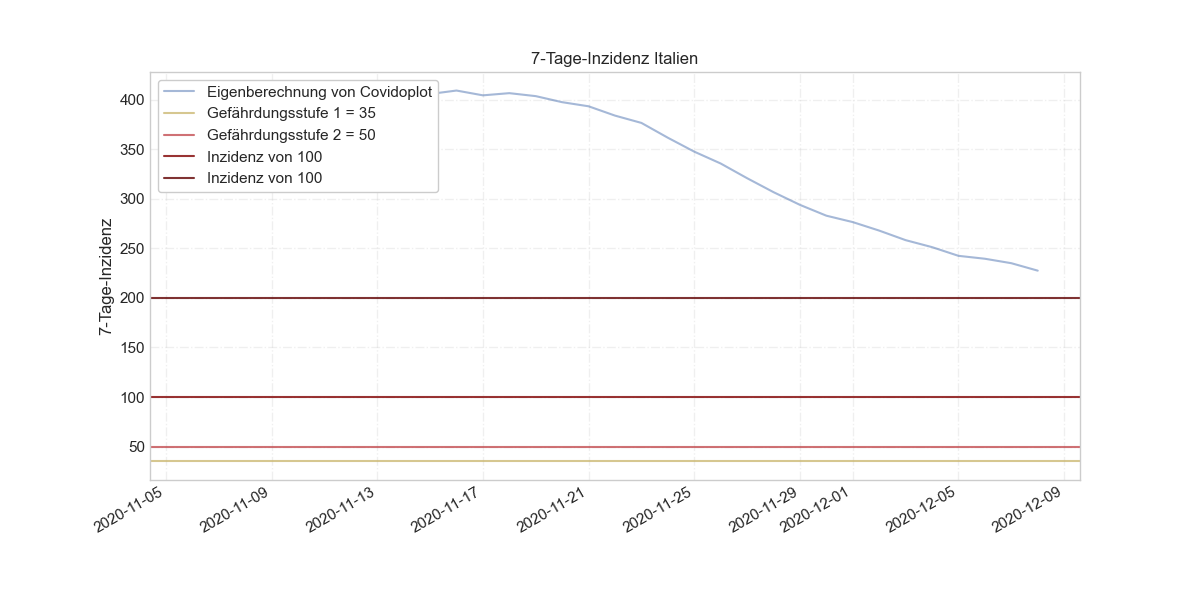 7-Tage-Inzidenz Italien
Eigenberechnung von Covidoplot
Gefährdungsstufe 1 = 35
Gefährdungsstufe 2 = 50
Inzidenz von 100
Inzidenz von 100
7-Tage-Inzidenz
400
350
300
250
200
150
100
50
2020-11-05
2020-11-09
2020-11-13
2020-11-17
2020-11-21
2020-11-25
2020-11-29
2020-12-01
2020-12-05
2020-12-09